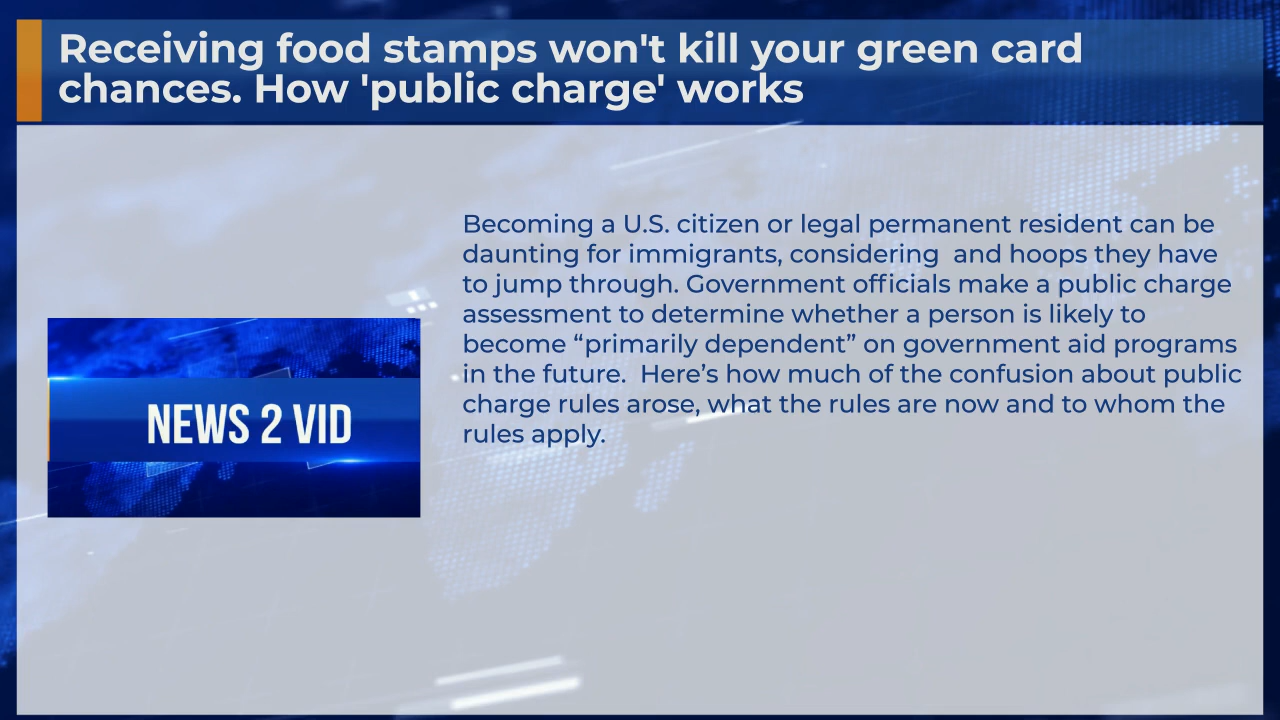 Receiving food stamps won't kill your green card
chances. How 'public charge' works
Becoming a U.S. citizen or legal permanent resident can be
daunting for immigrants, considering  and hoops they have
to jump through. Government officials make a public charge
assessment to determine whether a person is likely to
become “primarily dependent” on government aid programs
in the future.  Here’s how much of the confusion about public
charge rules arose, what the rules are now and to whom the
rules apply.
NEWS 2 VID